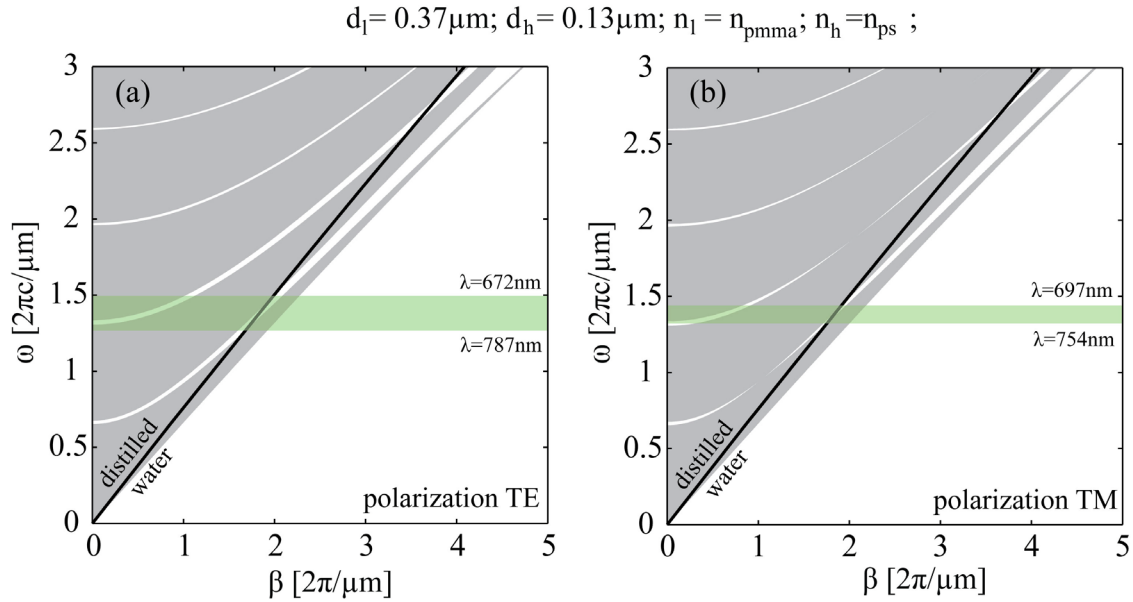 d_l= 0.37µm; d_h= 0.13µm; n_l = n_pmma; n_h =n_ps ;
(a)
3
2.5
2
1.5
1
0.5
0
ω [2πc/µm]
λ=672nm
λ=787nm
distilled
water
polarization TE
0 1 2 3 4 5
β [2π/µm]
(b)
3
2.5
2
1.5
1
0.5
0
ω [2πc/µm]
λ=697nm
λ=754nm
distilled
water
polarization TM
0 1 2 3 4 5
β [2π/µm]